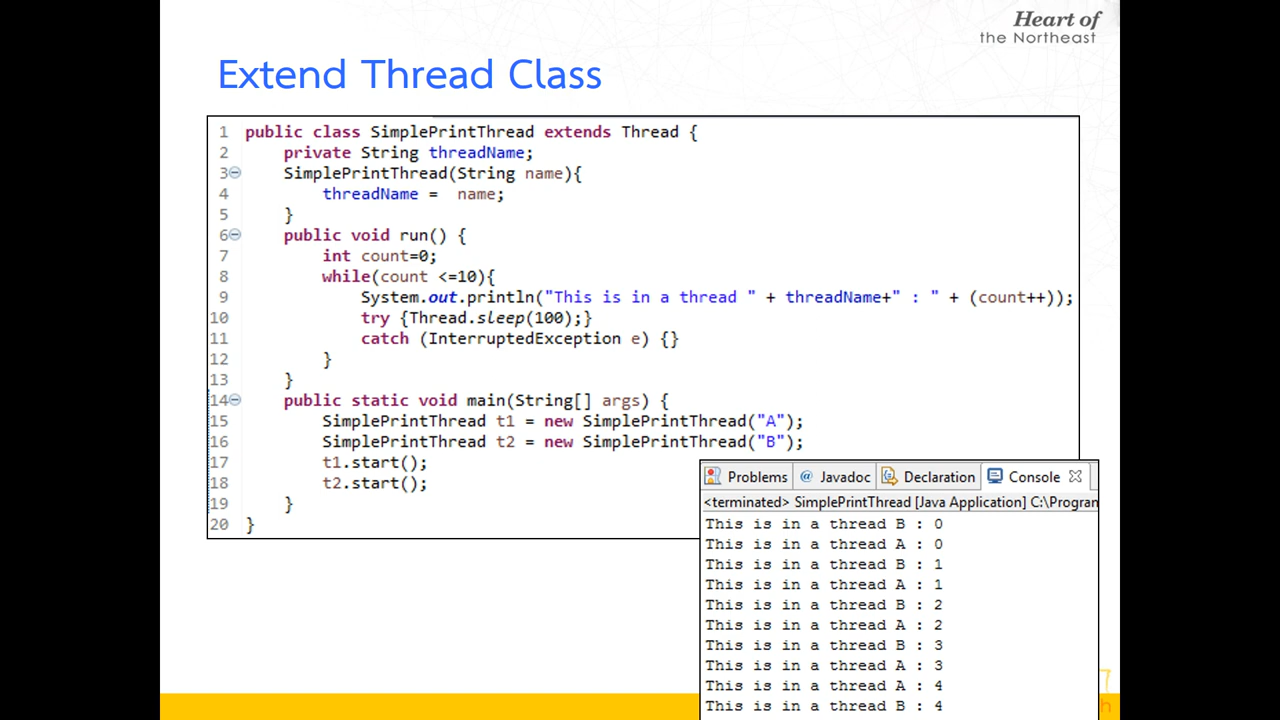 Heart of
the Northeast
Extend Thread Class
1 public class SimplePrintThread extends Thread {
2 private String threadName;
3 SimplePrintThread(String name){
4 threadName = name;
5 }
6 public void run() {
7 int count=0;
8 while(count <=10){
9 System.out.println("This is in a thread " + threadName+" : " + (count++));
10 try {Thread.sleep(100);}
11 catch (InterruptedException e) {}
12 }
13 }
14 public static void main(String[] args) {
15 SimplePrintThread t1 = new SimplePrintThread("A");
16 SimplePrintThread t2 = new SimplePrintThread("B");
17 t1.start();
18 t2.start();
19 }
20 }
Problems @ Javadoc Declaration Console
<terminated> SimplePrintThread [Java Application] C:\Program
This is in a thread B : 0
This is in a thread A : 0
This is in a thread B : 1
This is in a thread A : 1
This is in a thread B : 2
This is in a thread A : 2
This is in a thread B : 3
This is in a thread A : 3
This is in a thread A : 4
This is in a thread B : 4